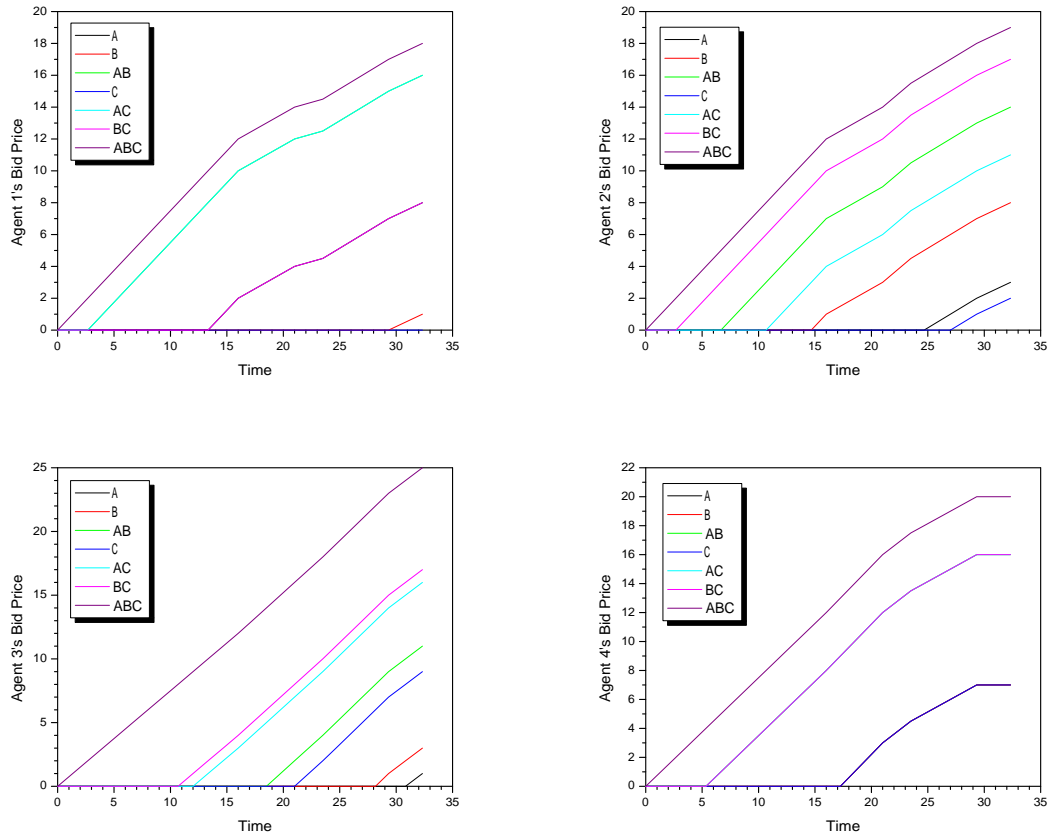 20
18
16
14
12
10
8
6
4
2
0
Agent 1's Bid Price
A
B
AB
C
AC
BC
ABC
0 5 10 15 20 25 30 35
Time
20
18
16
14
12
10
8
6
4
2
0
Agent 2's Bid Price
A
B
AB
C
AC
BC
ABC
0 5 10 15 20 25 30 35
Time
25
20
15
10
5
0
Agent 3's Bid Price
A
B
AB
C
AC
BC
ABC
0 5 10 15 20 25 30 35
Time
22
20
18
16
14
12
10
8
6
4
2
0
Agent 4's Bid Price
A
B
AB
C
AC
BC
ABC
0 5 10 15 20 25 30 35
Time